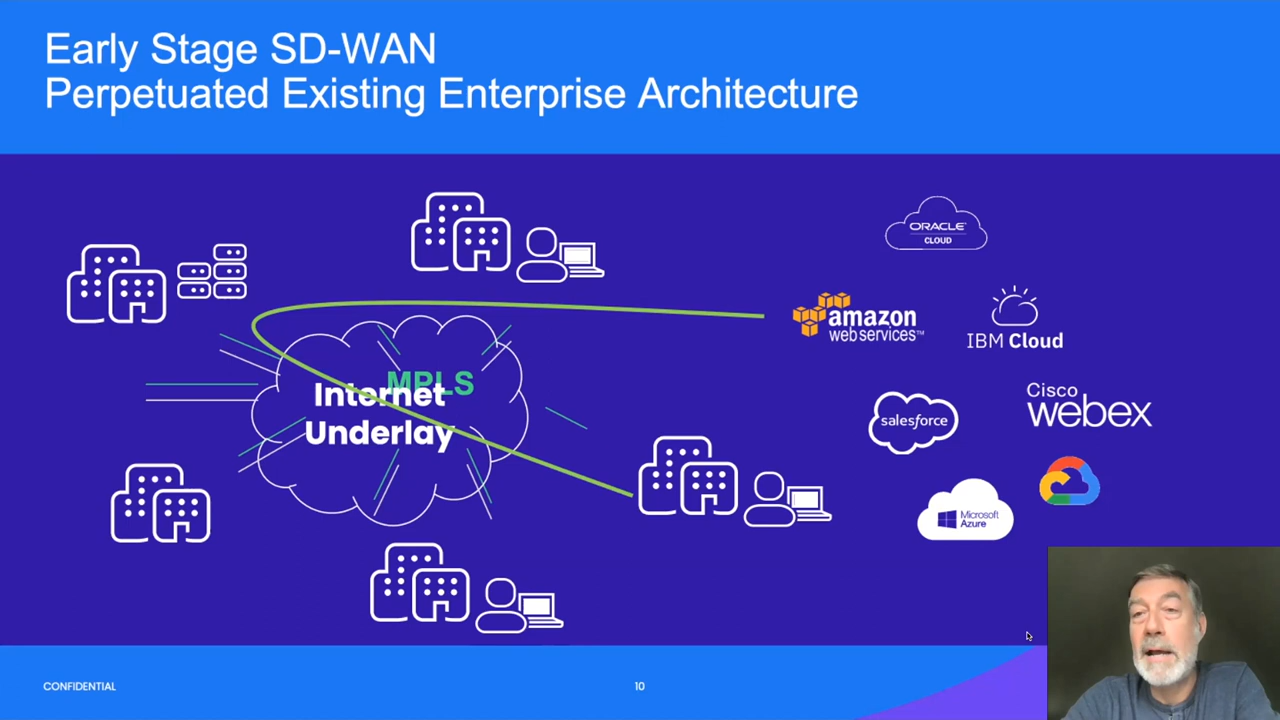 Early Stage SD-WAN
Perpetuated Existing Enterprise Architecture
ORACLE
CLOUD
amazon
web services™
IBM Cloud
MPLS
Internet
Underlay
Cisco
webex
salesforce
Microsoft
Azure
CONFIDENTIAL
10